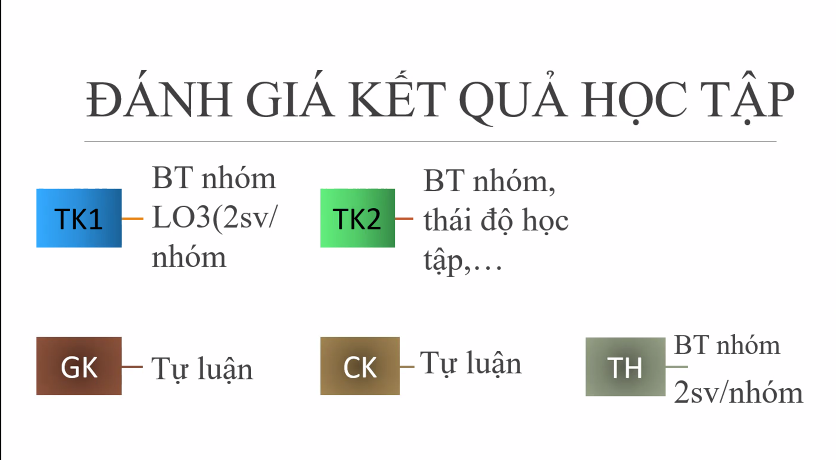 ĐÁNH GIÁ KẾT QUẢ HỌC TẬP
TK1
BT nhóm
LO3(2sv/
nhóm
TK2
BT nhóm,
thái độ học
tập,…
GK
Tự luận
CK
Tự luận
TH
BT nhóm
2sv/nhóm